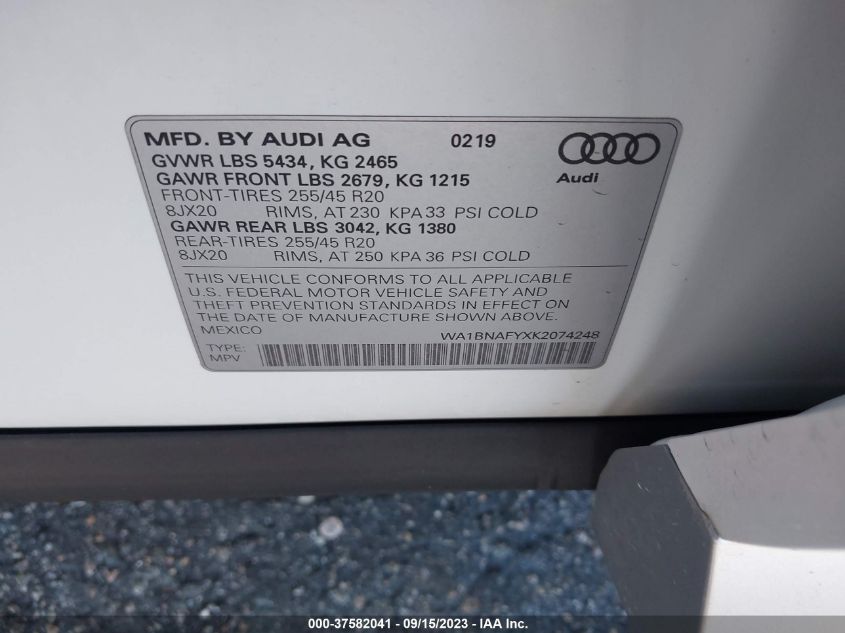 MFD. BY AUDI AG 0219
GVWR LBS 5434, KG 2465
GAWR FRONT LBS 2679, KG 1215
Audi
FRONT-TIRES 255/45 R20
8JX20 RIMS, AT 230 KPA 33 PSI COLD
GAWR REAR LBS 3042, KG 1380
REAR-TIRES 255/45 R20
8JX20 RIMS, AT 250 KPA 36 PSI COLD
THIS VEHICLE CONFORMS TO ALL APPLICABLE
U.S. FEDERAL MOTOR VEHICLE SAFETY AND
THEFT PREVENTION STANDARDS IN EFFECT ON
THE DATE OF MANUFACTURE SHOWN ABOVE.
MEXICO WA1BNAFYXK2074248
TYPE:
MPV
000-37582041 - 09/15/2023 - IAA Inc.